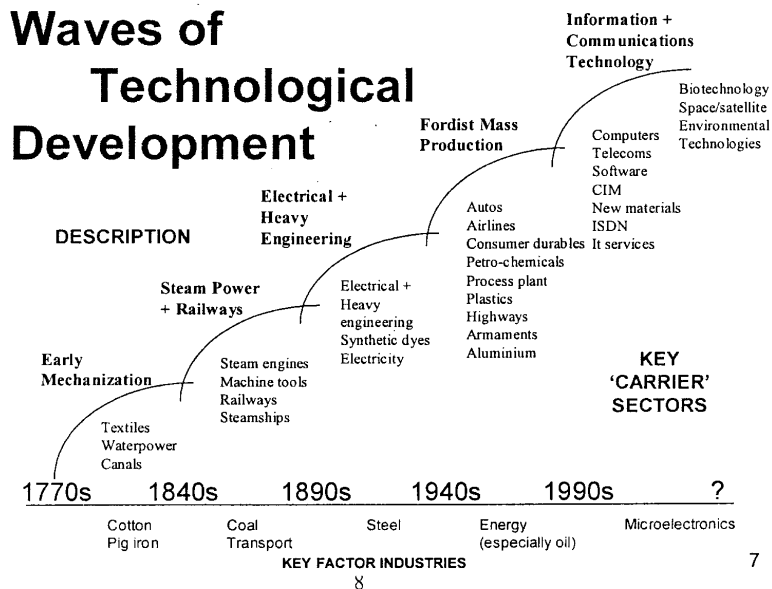 Waves of
Technological
Development
Information +
Communications
Technology
Biotechnology
Space/satellite
Environmental
Technologies
Fordist Mass
Production
Computers
Telecoms
Software
CIM
New materials
ISDN
It services
Electrical +
Heavy
Engineering
Autos
Airlines
Consumer durables
Petro-chemicals
Process plant
Plastics
Highways
Armaments
Aluminium
DESCRIPTION
Steam Power
+ Railways
Electrical +
Heavy
engineering
Synthetic dyes
Electricity
Early
Mechanization
Steam engines
Machine tools
Railways
Steamships
KEY
‘CARRIER’
SECTORS
Textiles
Waterpower
Canals
1770s 1840s 1890s 1940s 1990s ?
Cotton
Pig iron
Coal
Transport
Steel
Energy
(especially oil)
Microelectronics
KEY FACTOR INDUSTRIES
7
8